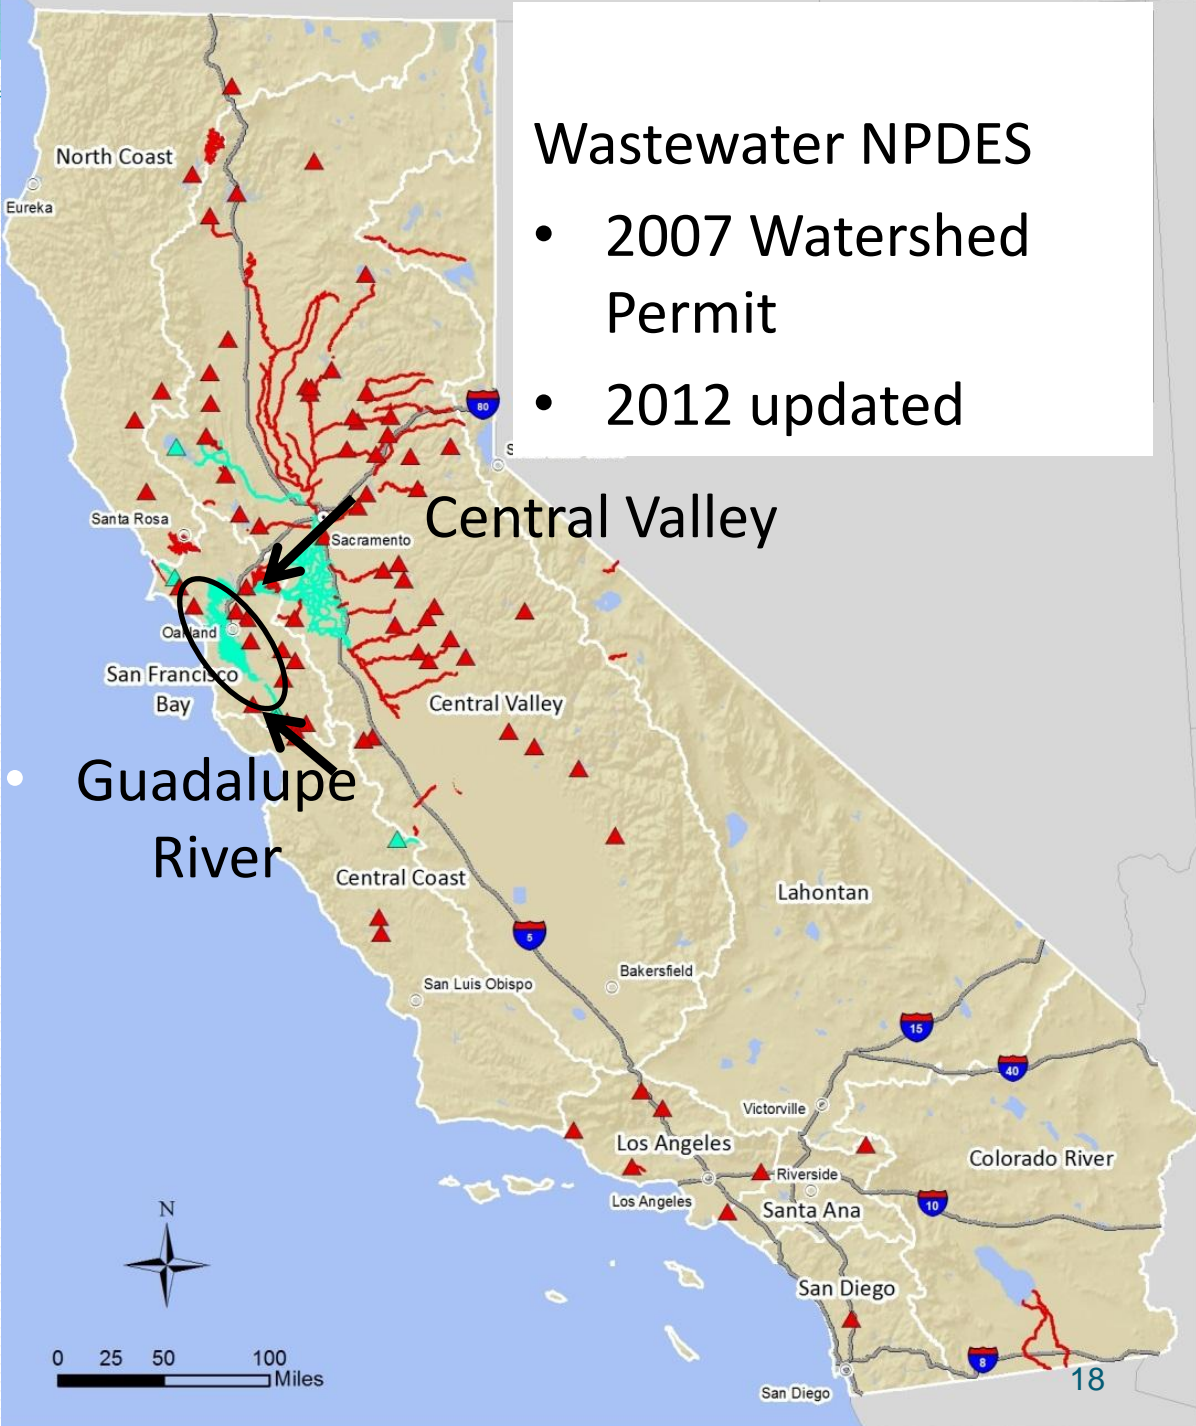 Wastewater NPDES
• 2007 Watershed
Permit
• 2012 updated
North Coast
Eureka
80
S
Central Valley
Santa Rosa
Sacramento
Oakland
San Francisco
Bay
Central Valley
• Guadalupe
River
Central Coast
Lahontan
5
Bakersfield
San Luis Obispo
15
40
Victorville
Los Angeles
Colorado River
Riverside
Los Angeles
Santa Ana
10
N
San Diego
0 25 50 100
Miles
8
18
San Diego